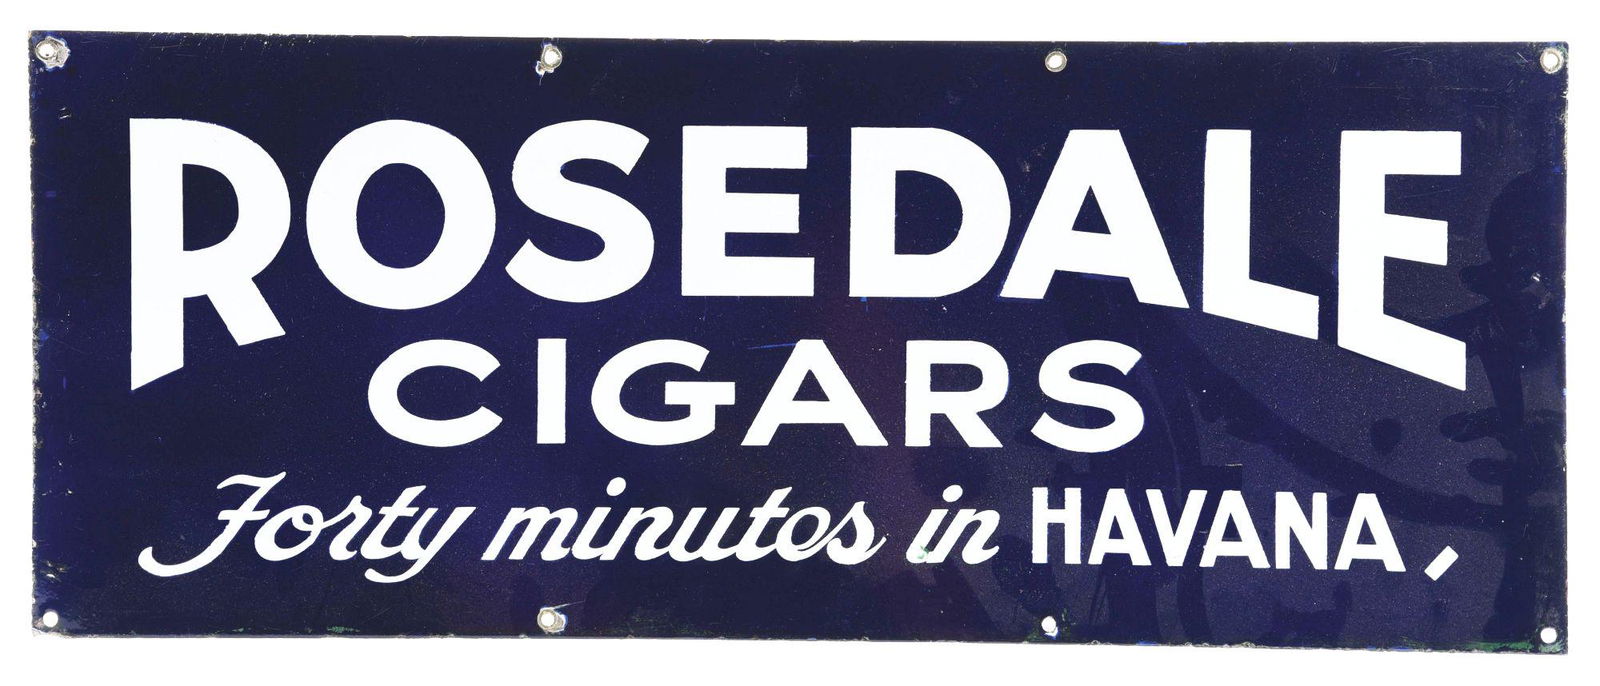 ROSEDALE
CIGARS
Forty minutes in HAVANA,